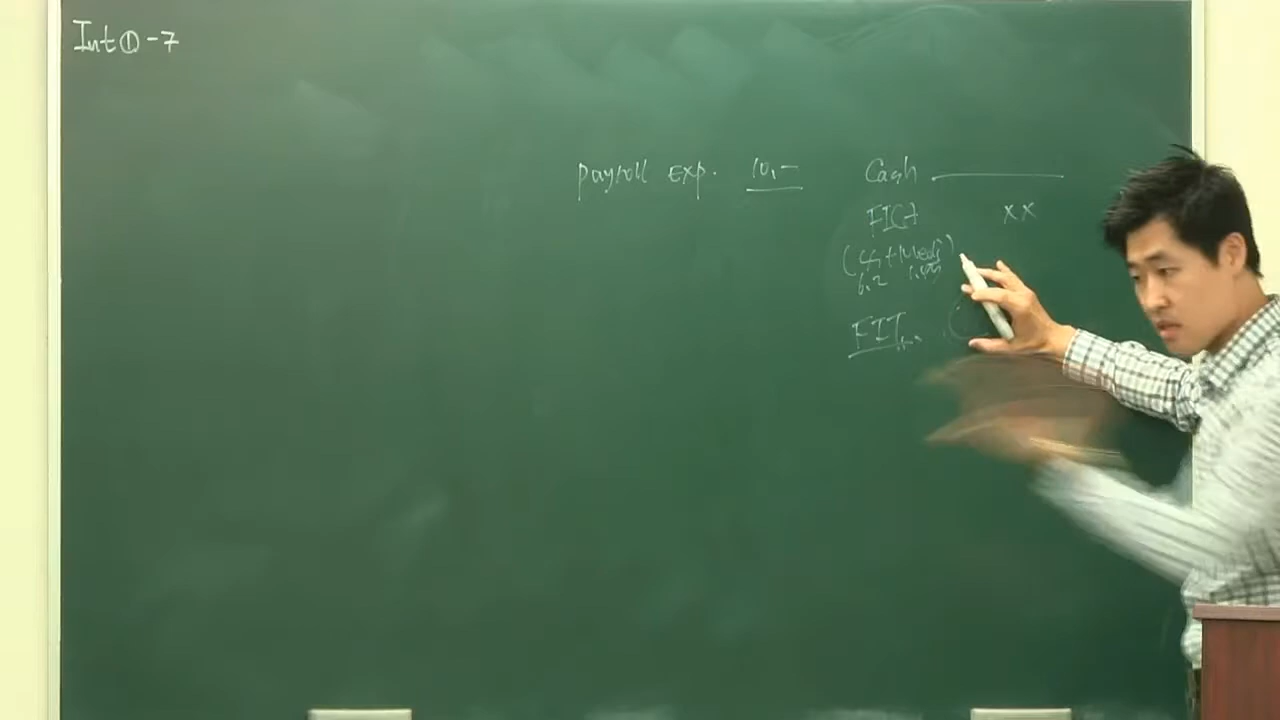 Int①-7
payroll exp. 10,- Cash
FICA xx
(SS + Medi)
6.2 1.45
FIT